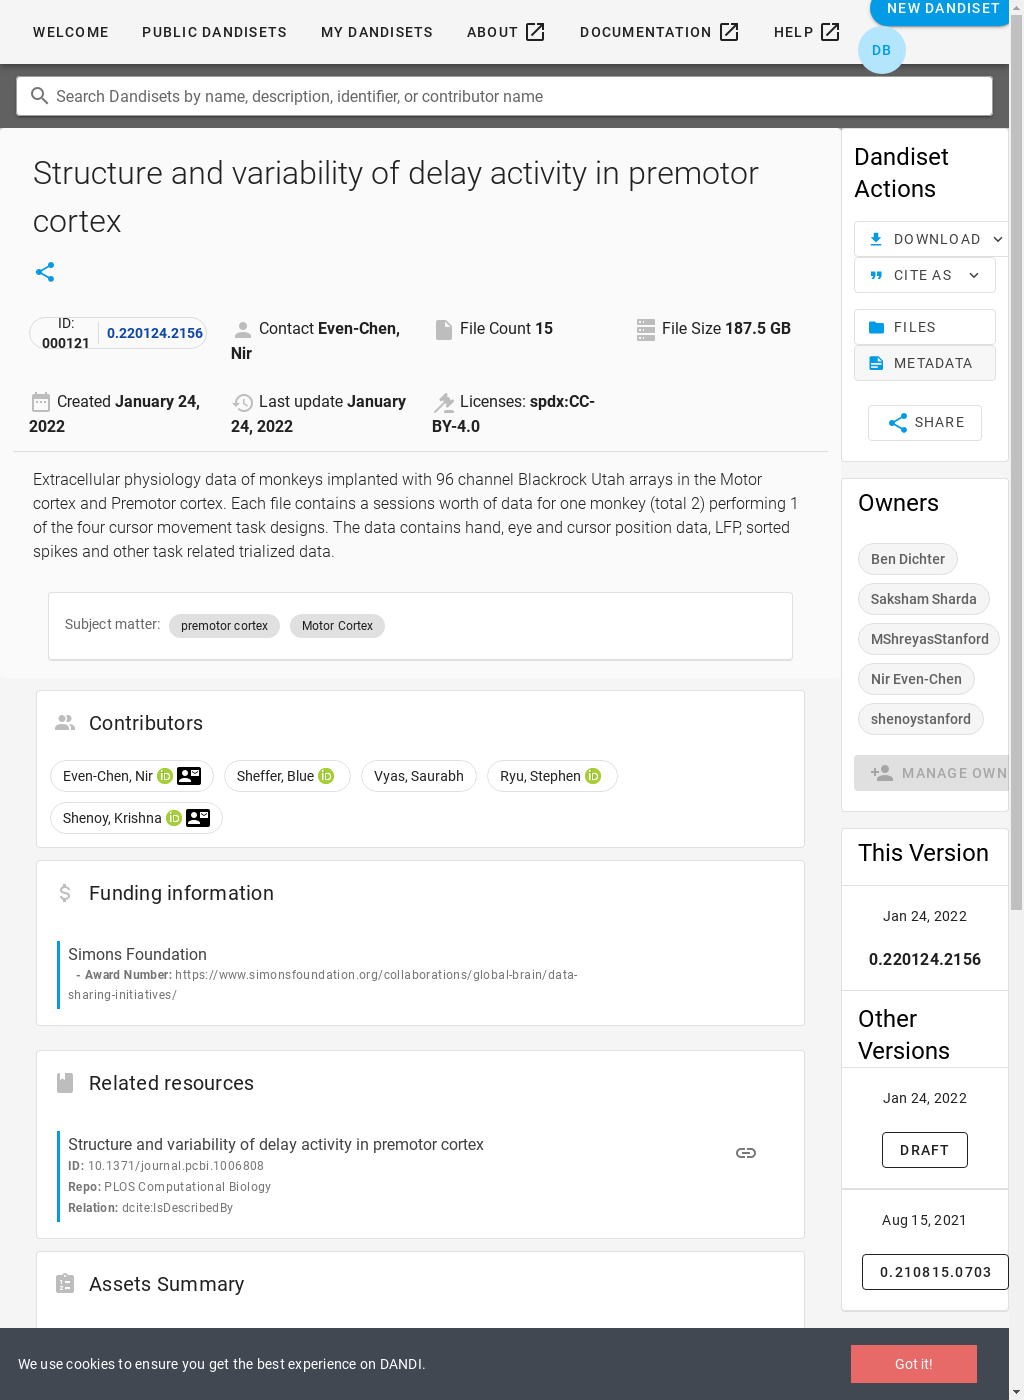 WELCOME
PUBLIC DANDISETS
MY DANDISETS
ABOUT
DOCUMENTATION
HELP
NEW DANDISET
DB
Search Dandisets by name, description, identifier, or contributor name
Structure and variability of delay activity in premotor
cortex
ID:
000121
0.220124.2156
Contact Even-Chen,
Nir
File Count 15
File Size 187.5 GB
Created January 24,
2022
Last update January
24, 2022
Licenses: spdx:CC-
BY-4.0
Extracellular physiology data of monkeys implanted with 96 channel Blackrock Utah arrays in the Motor
cortex and Premotor cortex. Each file contains a sessions worth of data for one monkey (total 2) performing 1
of the four cursor movement task designs. The data contains hand, eye and cursor position data, LFP, sorted
spikes and other task related trialized data.
Subject matter:
premotor cortex
Motor Cortex
Contributors
Even-Chen, Nir iD
Sheffer, Blue iD
Vyas, Saurabh
Ryu, Stephen iD
Shenoy, Krishna iD
Funding information
Simons Foundation
- Award Number: https://www.simonsfoundation.org/collaborations/global-brain/data-
sharing-initiatives/
Related resources
Structure and variability of delay activity in premotor cortex
ID: 10.1371/journal.pcbi.1006808
Repo: PLOS Computational Biology
Relation: dcite:IsDescribedBy
Assets Summary
Dandiset
Actions
DOWNLOAD
CITE AS
FILES
METADATA
SHARE
Owners
Ben Dichter
Saksham Sharda
MShreyasStanford
Nir Even-Chen
shenoystanford
MANAGE OWN
This Version
Jan 24, 2022
0.220124.2156
Other
Versions
Jan 24, 2022
DRAFT
Aug 15, 2021
0.210815.0703
We use cookies to ensure you get the best experience on DANDI.
Got it!